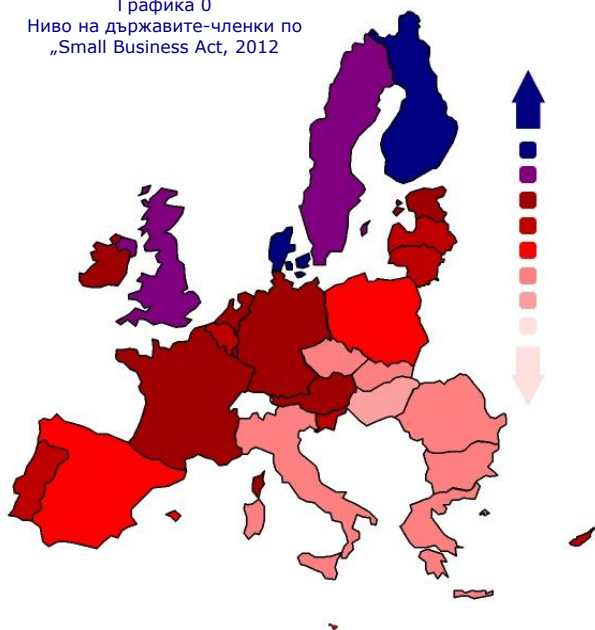 Графика 0
Ниво на държавите-членки по
„Small Business Act, 2012